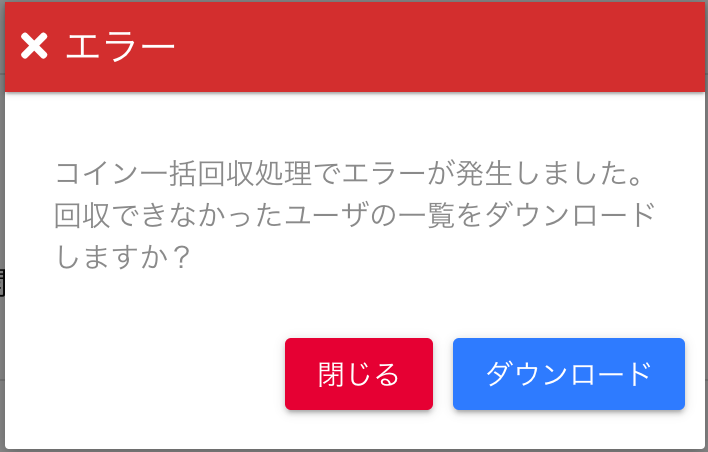 エラー
コイン一括回収処理でエラーが発生しました。
回収できなかったユーザの一覧をダウンロード
しますか？
閉じる
ダウンロード